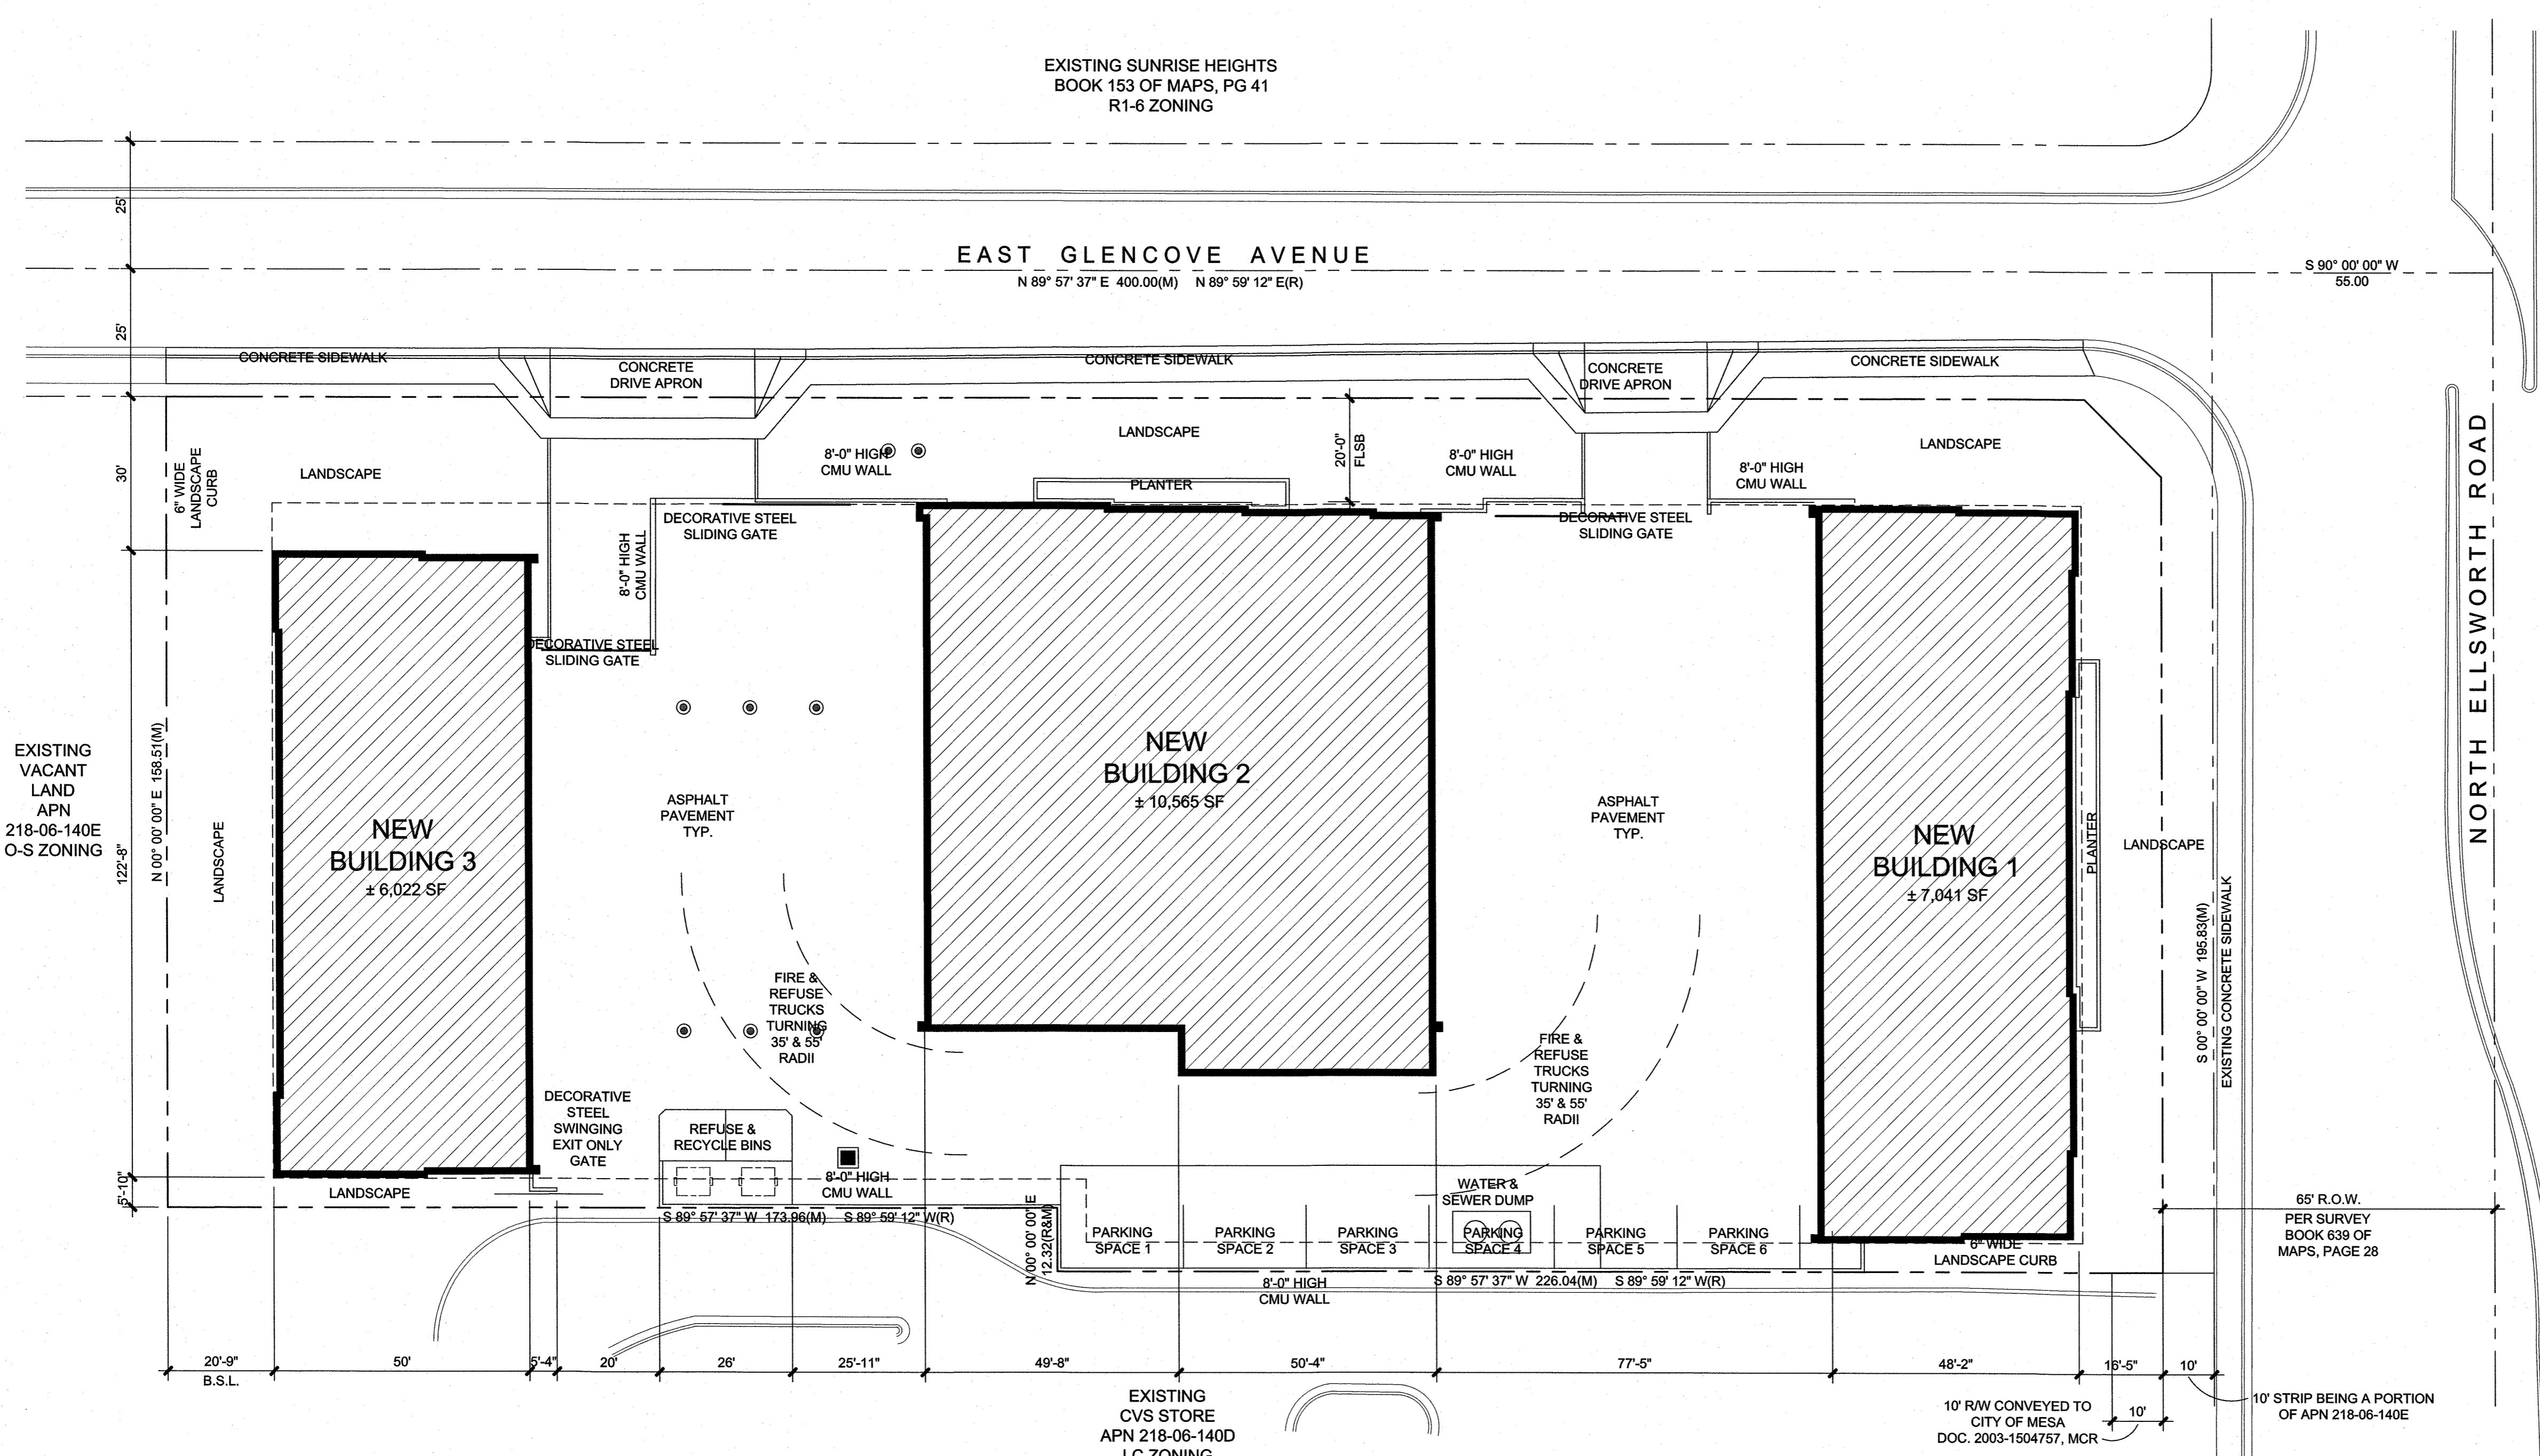 EXISTING SUNRISE HEIGHTS
BOOK 153 OF MAPS, PG 41
R1-6 ZONING
25'
EAST GLENCOVE AVENUE
N 89° 57' 37" E 400.00(M) N 89° 59' 12" E(R)
S 90° 00' 00" W
55.00
25'
CONCRETE SIDEWALK
CONCRETE
DRIVE APRON
CONCRETE SIDEWALK
CONCRETE
DRIVE APRON
CONCRETE SIDEWALK
30'
6" WIDE
LANDSCAPE
CURB
LANDSCAPE
8'-0" HIGH
CMU WALL
LANDSCAPE
20'-0"
FLSB
8'-0" HIGH
CMU WALL
8'-0" HIGH
CMU WALL
LANDSCAPE
PLANTER
DECORATIVE STEEL
SLIDING GATE
DECORATIVE STEEL
SLIDING GATE
8'-0" HIGH
CMU WALL
DECORATIVE STEEL
SLIDING GATE
NORTH ELLSWORTH ROAD
EXISTING
VACANT
LAND
APN
218-06-140E
O-S ZONING
122'-8"
N 00° 00' 00" E 158.51(M)
LANDSCAPE
NEW
BUILDING 3
± 6,022 SF
ASPHALT
PAVEMENT
TYP.
NEW
BUILDING 2
± 10,565 SF
ASPHALT
PAVEMENT
TYP.
NEW
BUILDING 1
± 7,041 SF
PLANTER
LANDSCAPE
S 00° 00' 00" W 195.83(M)
EXISTING CONCRETE SIDEWALK
FIRE &
REFUSE
TRUCKS
TURNING
35' & 55'
RADII
FIRE &
REFUSE
TRUCKS
TURNING
35' & 55'
RADII
DECORATIVE
STEEL
SWINGING
EXIT ONLY
GATE
REFUSE &
RECYCLE BINS
8'-0" HIGH
CMU WALL
5'-10"
LANDSCAPE
S 89° 57' 37" W 173.96(M) S 89° 59' 12" W(R)
N 00° 00' 00" E
12.32(R&M)
WATER &
SEWER DUMP
PARKING
SPACE 1
PARKING
SPACE 2
PARKING
SPACE 3
PARKING
SPACE 4
PARKING
SPACE 5
PARKING
SPACE 6
6" WIDE
LANDSCAPE CURB
65' R.O.W.
PER SURVEY
BOOK 639 OF
MAPS, PAGE 28
8'-0" HIGH
CMU WALL
S 89° 57' 37" W 226.04(M) S 89° 59' 12" W(R)
20'-9"
B.S.L.
50'
5'-4"
20'
26'
25'-11"
49'-8"
50'-4"
77'-5"
48'-2"
16'-5"
10'
EXISTING
CVS STORE
APN 218-06-140D
LC ZONING
10' R/W CONVEYED TO
CITY OF MESA
DOC. 2003-1504757, MCR
10'
10' STRIP BEING A PORTION
OF APN 218-06-140E